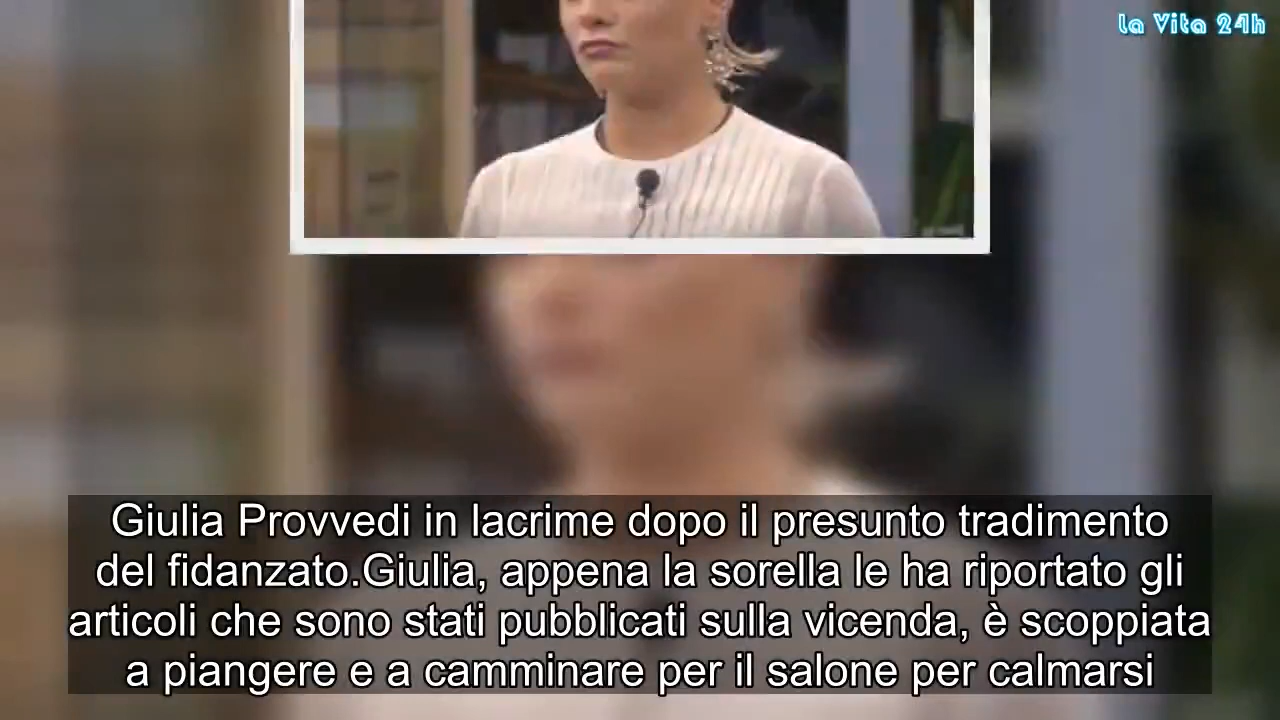 La Vita 24h
Giulia Provvedi in lacrime dopo il presunto tradimento
del fidanzato.Giulia, appena la sorella le ha riportato gli
articoli che sono stati pubblicati sulla vicenda, è scoppiata
a piangere e a camminare per il salone per calmarsi